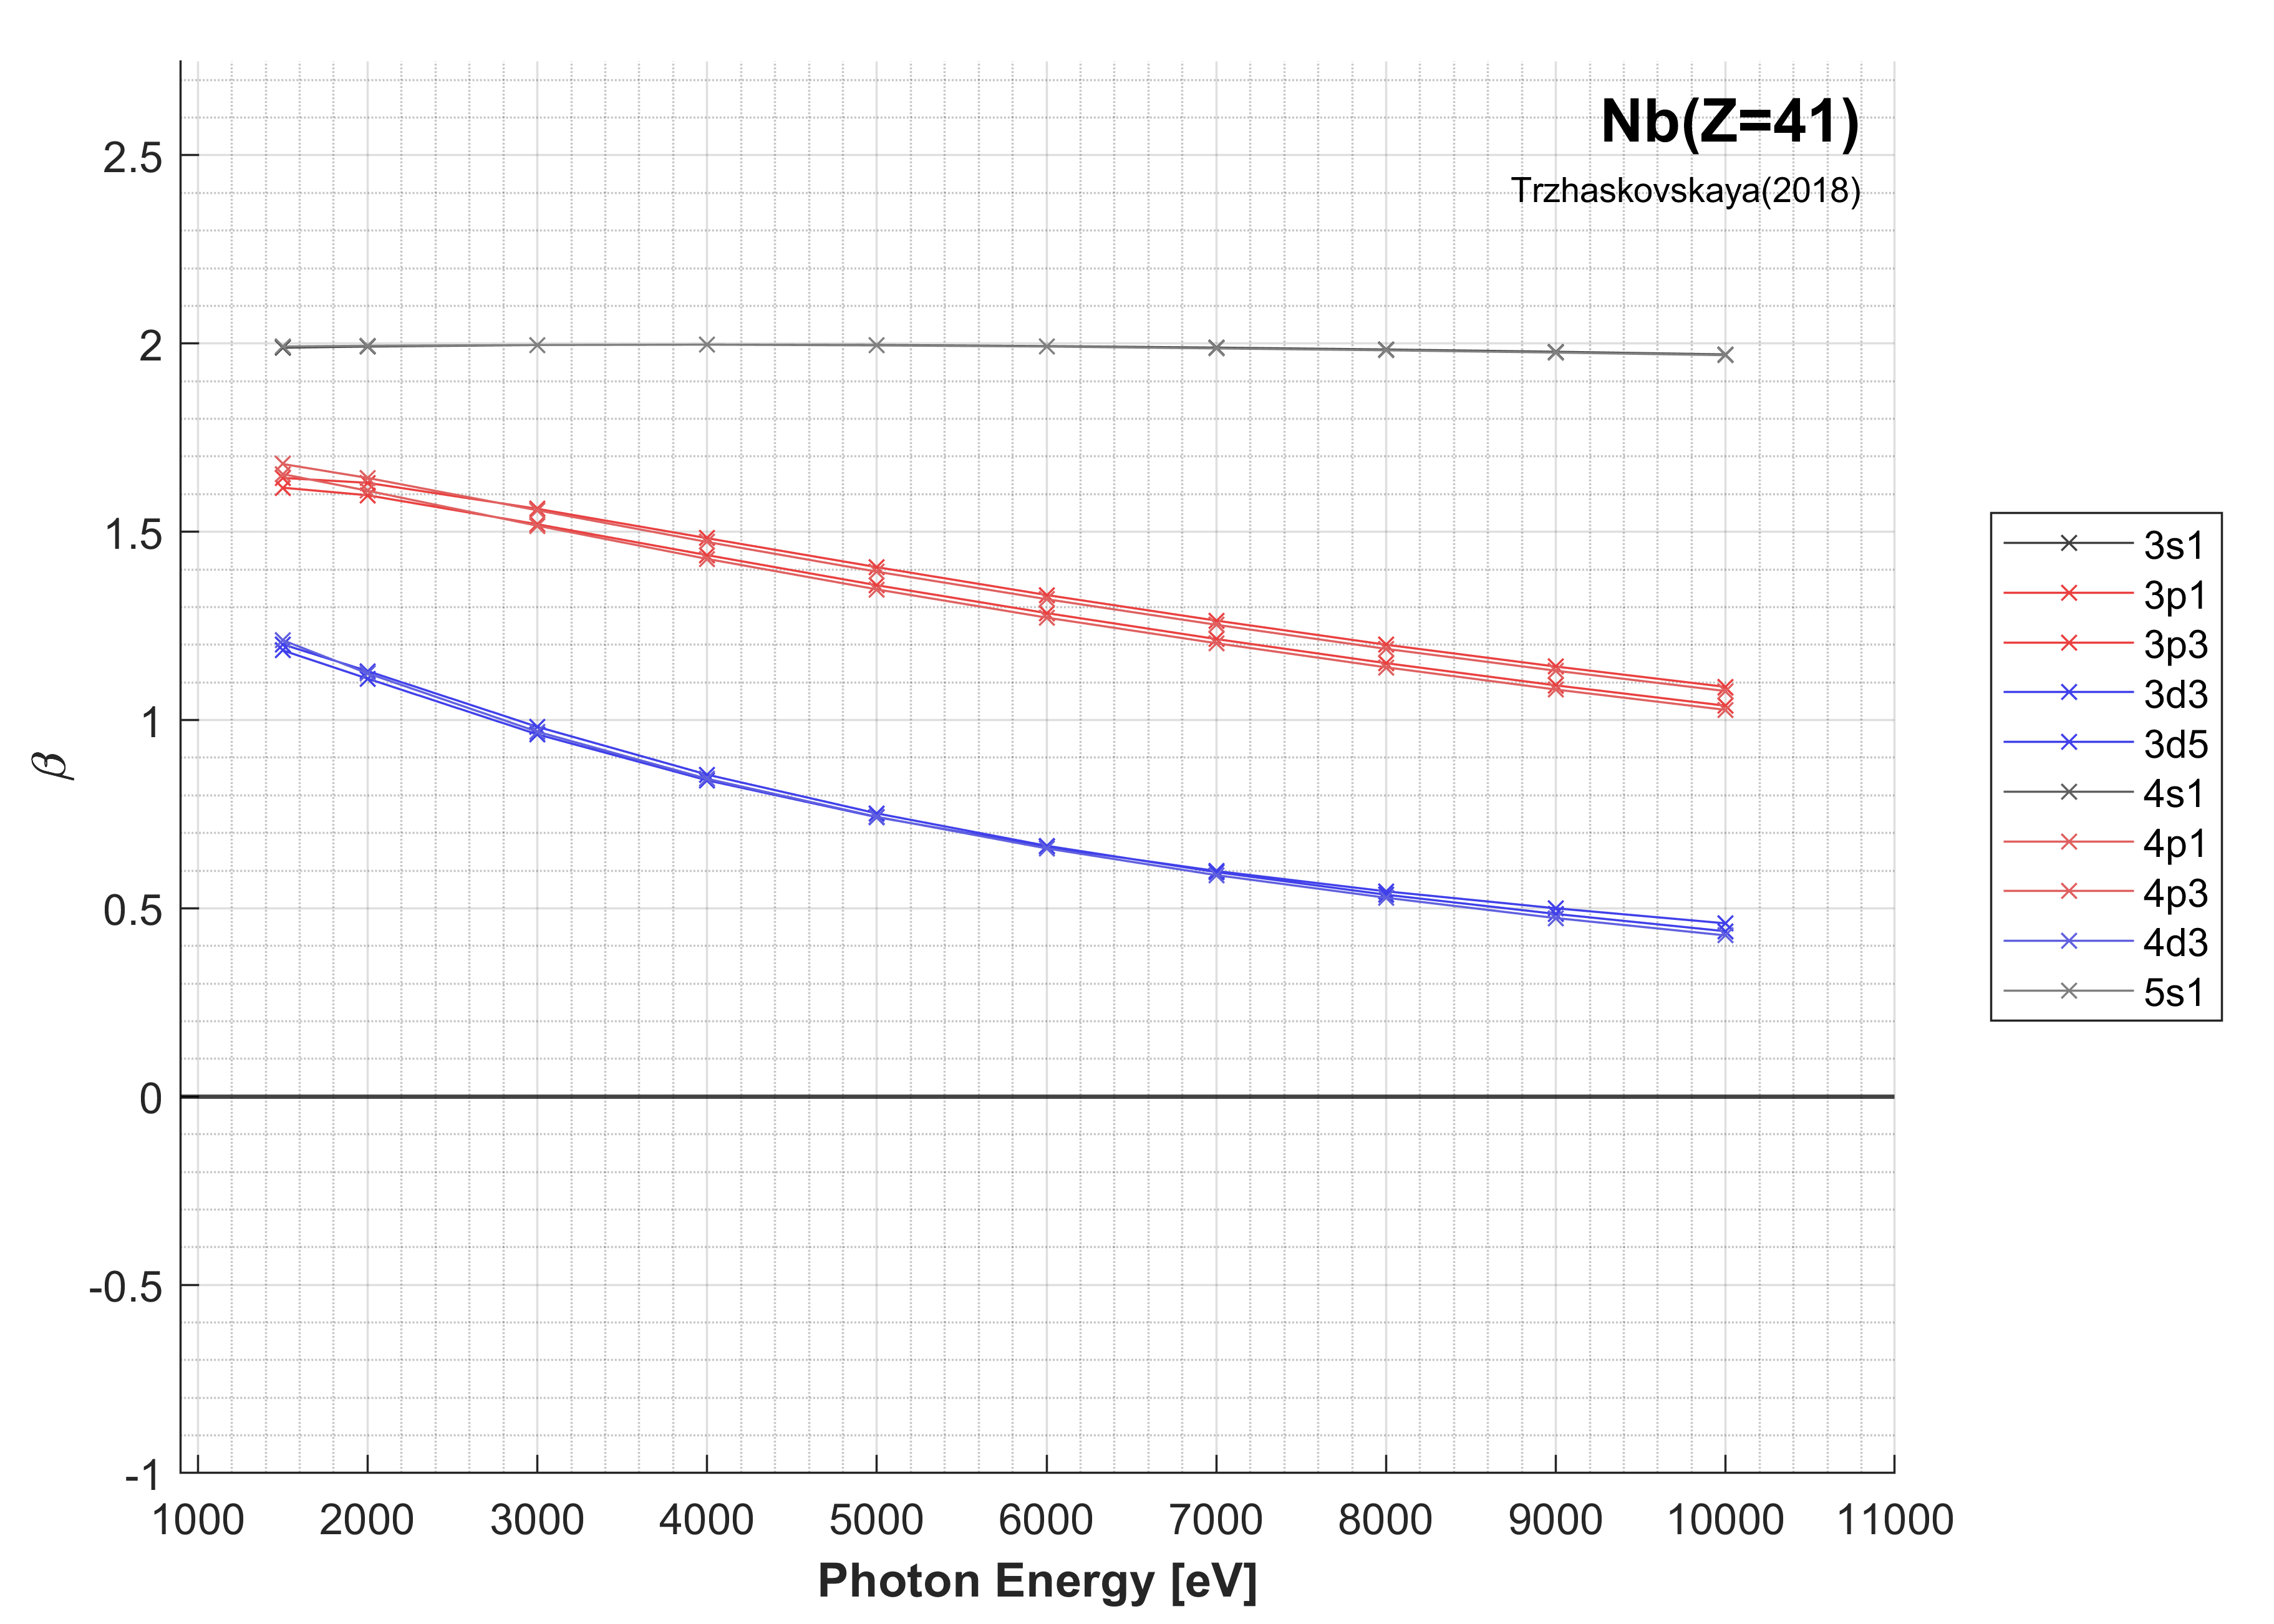 Nb(Z=41)
Trzhaskovskaya(2018)
2.5
2
1.5
1
0.5
0
-0.5
-1
β
1000 2000 3000 4000 5000 6000 7000 8000 9000 10000 11000
Photon Energy [eV]
3s1
3p1
3p3
3d3
3d5
4s1
4p1
4p3
4d3
5s1